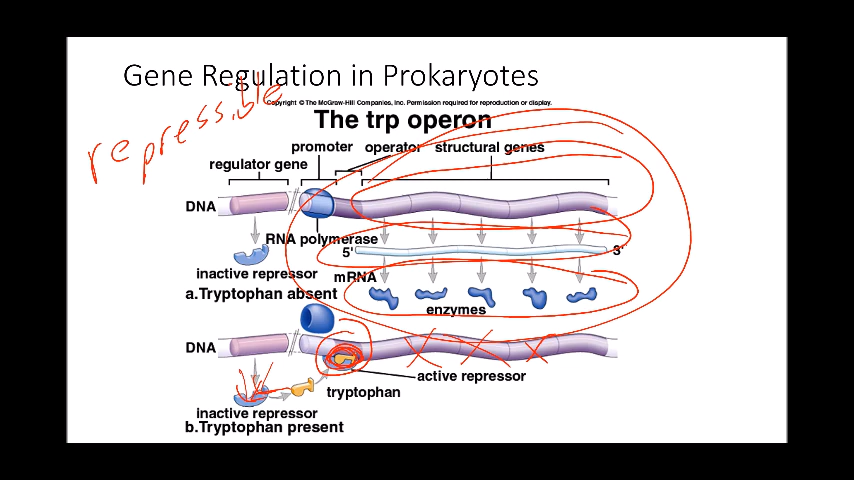 Gene Regulation in Prokaryotes
repressible
Copyright © The McGraw-Hill Companies, Inc. Permission required for reproduction or display.
The trp operon
promoter operator structural genes
regulator gene
DNA
RNA polymerase
5' 3'
inactive repressor
mRNA
a.Tryptophan absent
enzymes
DNA
active repressor
tryptophan
inactive repressor
b.Tryptophan present